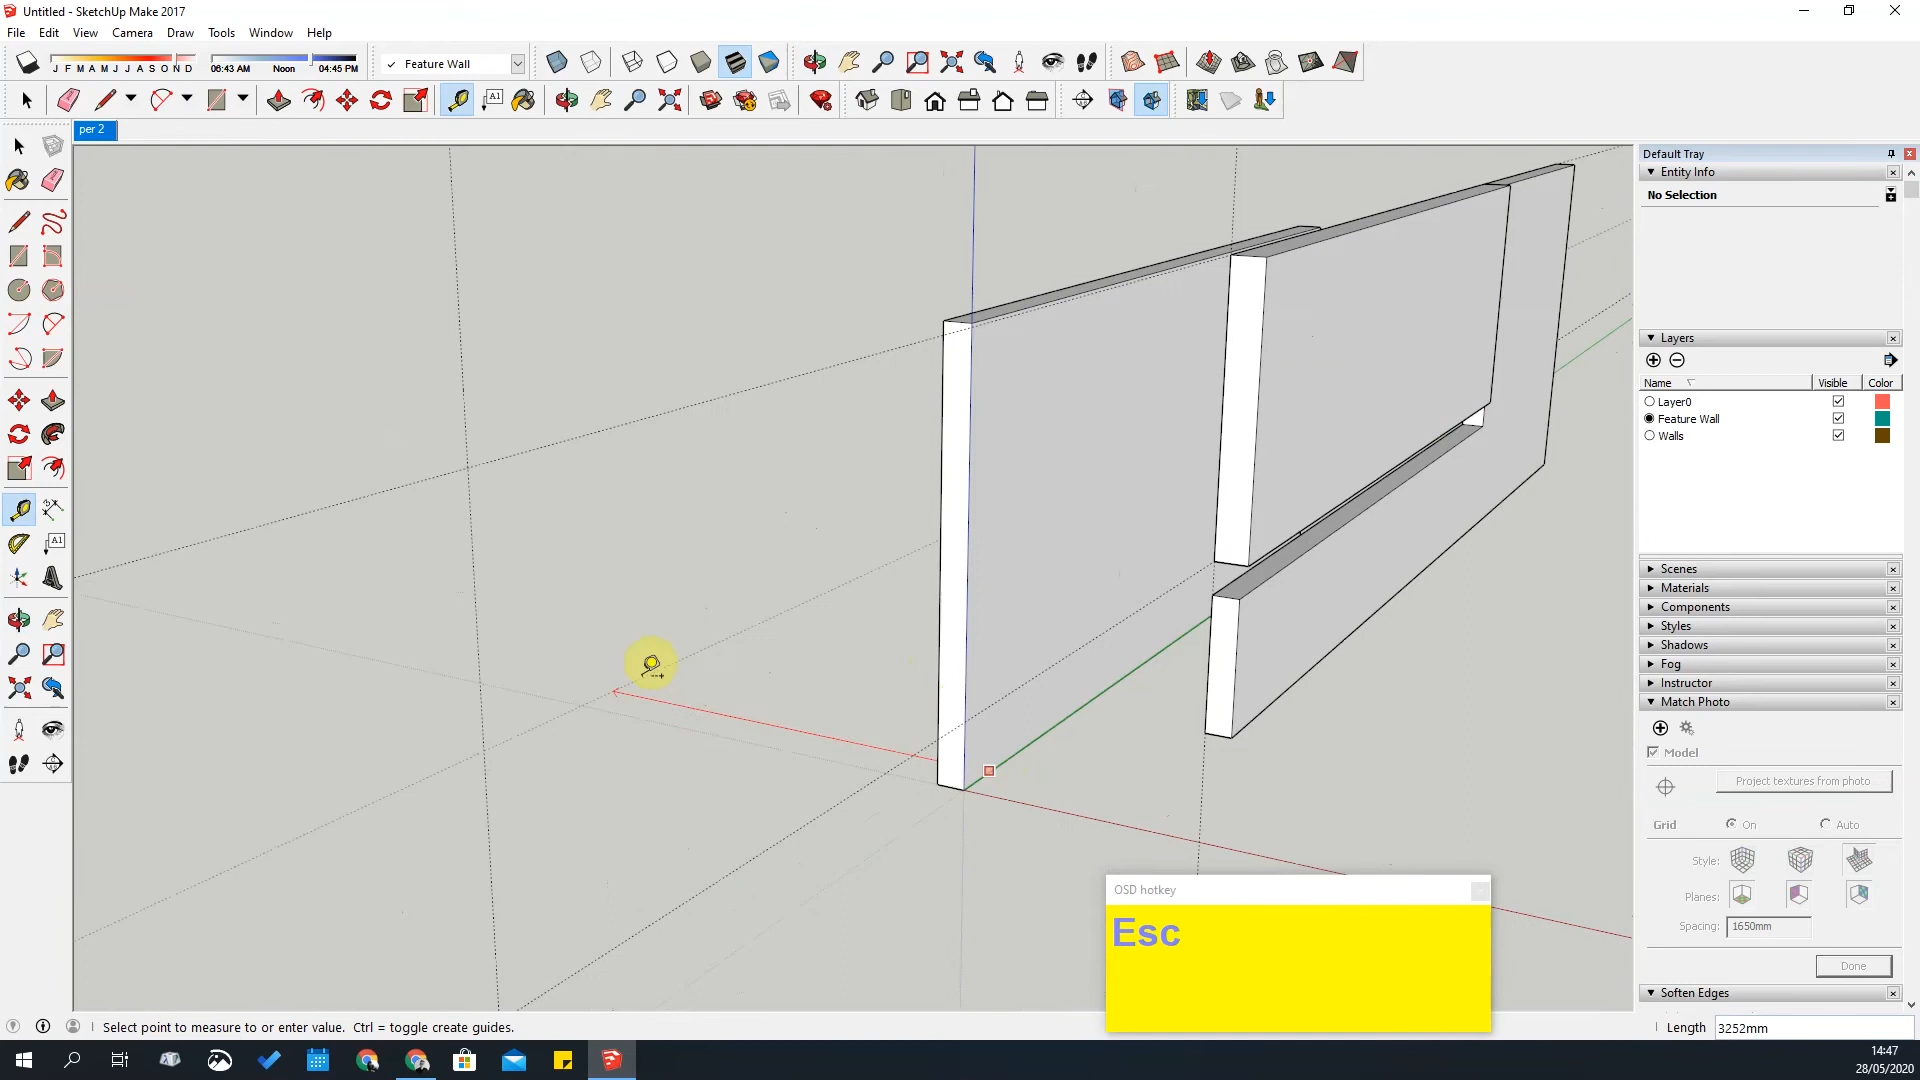 Untitled - SketchUp Make 2017
File Edit View Camera Draw Tools Window Help
J F M A M J J A S O N D
06:43 AM Noon 04:45 PM
✓ Feature Wall
A1
per 2
Default Tray
Entity Info
No Selection
Layers
Name Visible Color
Layer0
Feature Wall
Walls
A1
Scenes
Materials
Components
Styles
Shadows
Fog
Instructor
Match Photo
Model
Project textures from photo
Grid On Auto
Style:
Planes:
Spacing: 1650mm
Done
Soften Edges
OSD hotkey
Esc
Select point to measure to or enter value. Ctrl = toggle create guides.
Length 3252mm
14:47
28/05/2020